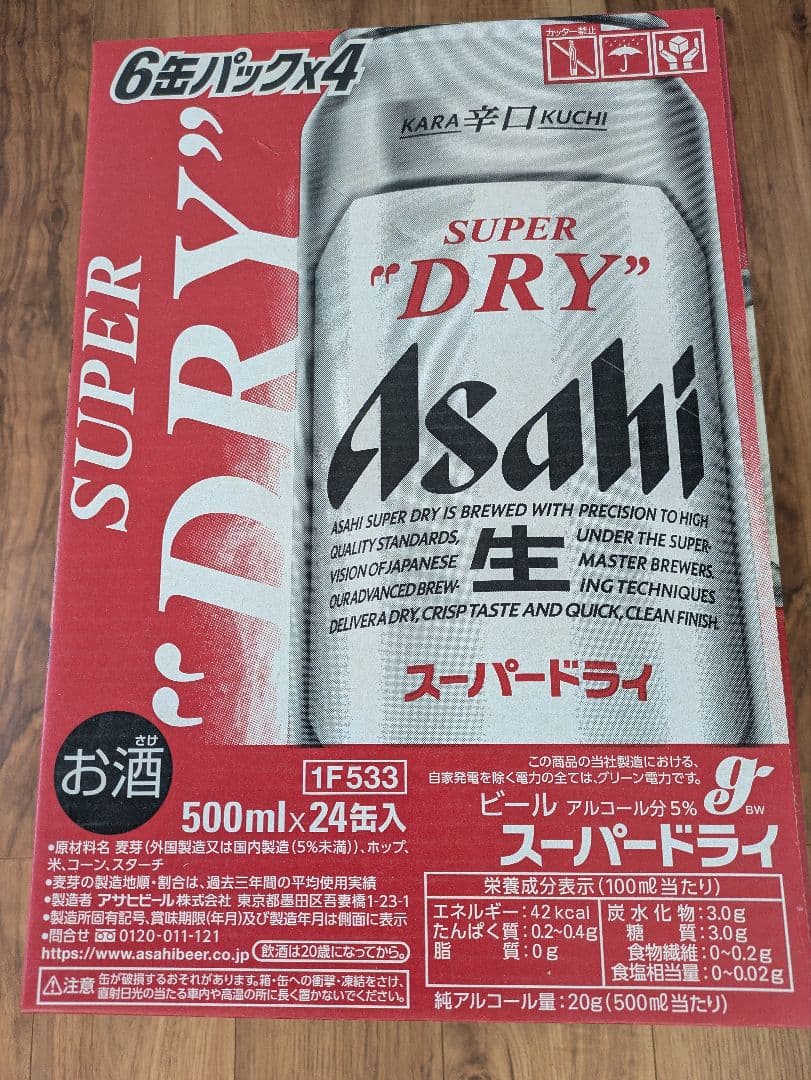 6缶パックx4
カッター禁止
KARA 辛口 KUCHI
SUPER
"DRY"
Asahi
ASAHI SUPER DRY IS BREWED WITH PRECISION TO HIGH
QUALITY STANDARDS, UNDER THE SUPER-
VISION OF JAPANESE MASTER BREWERS.
生
OUR ADVANCED BREW- ING TECHNIQUES
DELIVER A DRY, CRISP TASTE AND QUICK, CLEAN FINISH.
スーパードライ
SUPER
"DRY"
さけ
お酒
1F533
500ml×24缶入
この商品の当社製造における、
自家発電を除く電力の全ては、グリーン電力です。
g
BW
ビール アルコール分5%
スーパードライ
•原材料名 麦芽(外国製造又は国内製造(5%未満))、ホップ、
米、コーン、スターチ
•麦芽の製造地順・割合は、過去三年間の平均使用実績
•製造者 アサヒビール株式会社 東京都墨田区吾妻橋1-23-1
•製造所固有記号、賞味期限(年月)及び製造年月は側面に表示
•問合せ 0120-011-121
https://www.asahibeer.co.jp 飲酒は20歳になってから。
⚠注意 缶が破損するおそれがあります。箱・缶への衝撃・凍結をさけ、
直射日光の当たる車内や高温の所に長く置かないでください。
栄養成分表示(100㎖当たり)
エネルギー:42kcal 炭水化物:3.0g
たんぱく質:0.2~0.4g 糖質:3.0g
脂質:0g 食物繊維:0~0.2g
食塩相当量:0~0.02g
純アルコール量:20g(500㎖当たり)